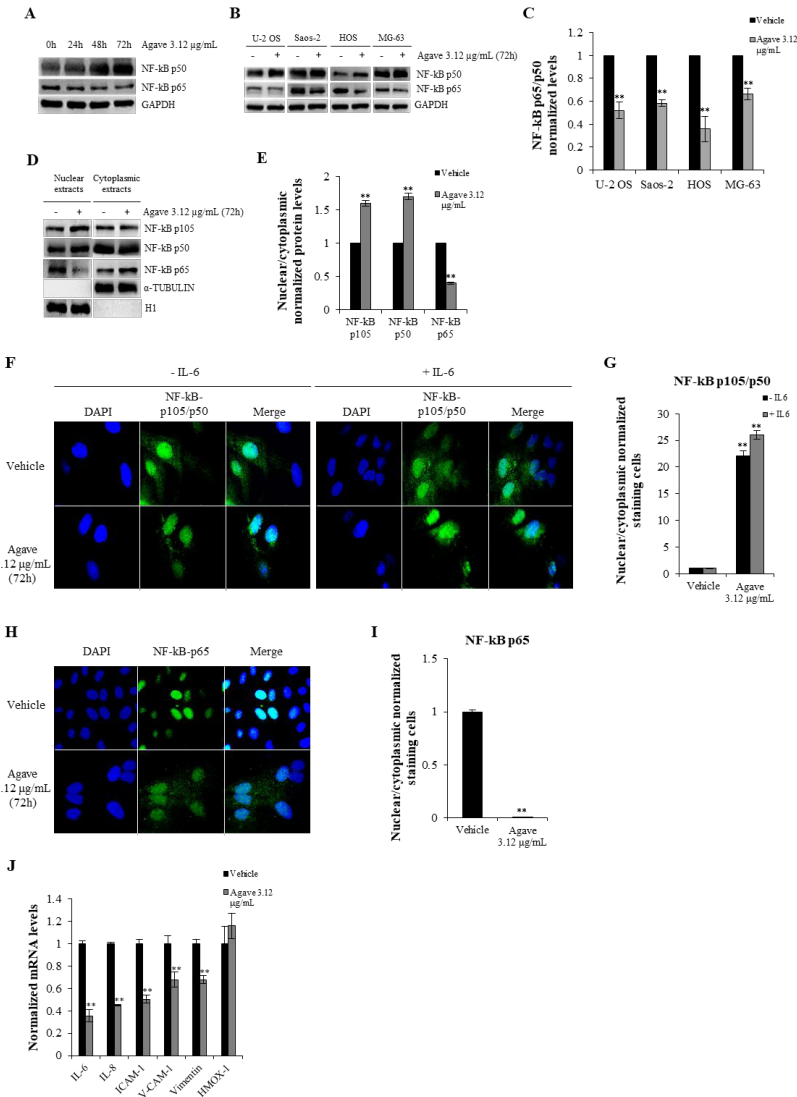 A
0h 24h 48h 72h Agave 3.12 µg/mL
NF-kB p50
NF-kB p65
GAPDH
B
U-2 OS Saos-2 HOS MG-63
- + - + - + - + Agave 3.12 µg/mL (72h)
NF-kB p50
NF-kB p65
GAPDH
C
Vehicle
Agave 3.12
µg/mL
NF-kB p65/p50
normalized levels
1.2
1
0.8
0.6
0.4
0.2
0
** ** ** **
U-2 OS Saos-2 HOS MG-63
D
Nuclear Cytoplasmic
extracts extracts
- + - + Agave 3.12 µg/mL (72h)
NF-kB p105
NF-kB p50
NF-kB p65
α-TUBULIN
H1
E
Vehicle
Agave 3.12
µg/mL
Nuclear/cytoplasmic
normalized protein levels
2
1.5
1
0.5
0
** ** **
NF-kB NF-kB NF-kB
p105 p50 p65
F
- IL-6 + IL-6
NF-kB- NF-kB-
DAPI p105/p50 Merge DAPI p105/p50 Merge
Vehicle
Agave
.12 µg/mL
(72h)
G
NF-kB p105/p50
- IL6
+ IL6
Nuclear/cytoplasmic normalized
staining cells
30
25
20
15
10
5
0
** **
Vehicle Agave
3.12 µg/mL
H
DAPI NF-kB-p65 Merge
Vehicle
Agave
.12 µg/mL
(72h)
I
NF-kB p65
Nuclear/cytoplasmic normalized
staining cells
1.5
1
0.5
0
**
Vehicle Agave
3.12 µg/mL
J
Vehicle
Agave 3.12
µg/mL
Normalized mRNA levels
1.4
1.2
1
0.8
0.6
0.4
0.2
0
** ** ** ** **
IL-6 IL-8 ICAM-1 V-CAM-1 Vimentin HMOX-1